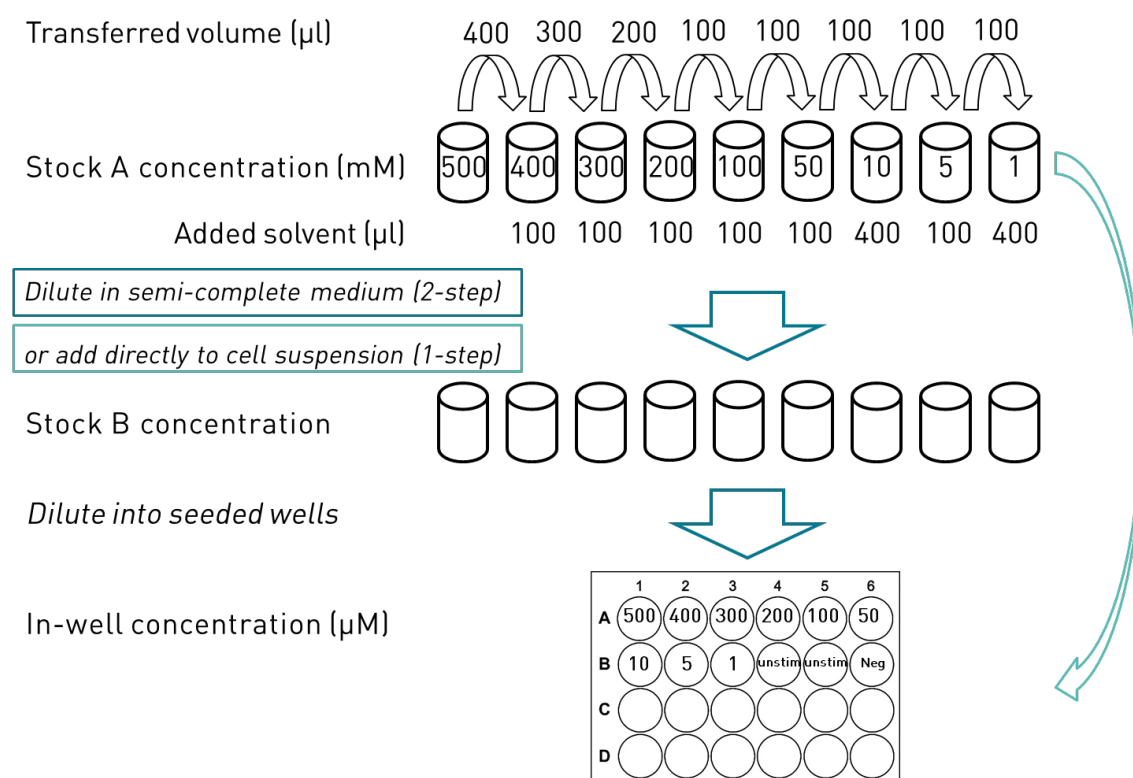 Transferred volume (µl)
400 300 200 100 100 100 100 100
Stock A concentration (mM)
500 400 300 200 100 50 10 5 1
Added solvent (µl)
100 100 100 100 100 400 100 400
Dilute in semi-complete medium (2-step)
or add directly to cell suspension (1-step)
Stock B concentration
Dilute into seeded wells
In-well concentration (µM)
1 2 3 4 5 6
A 500 400 300 200 100 50
B 10 5 1 unstim unstim Neg
C
D